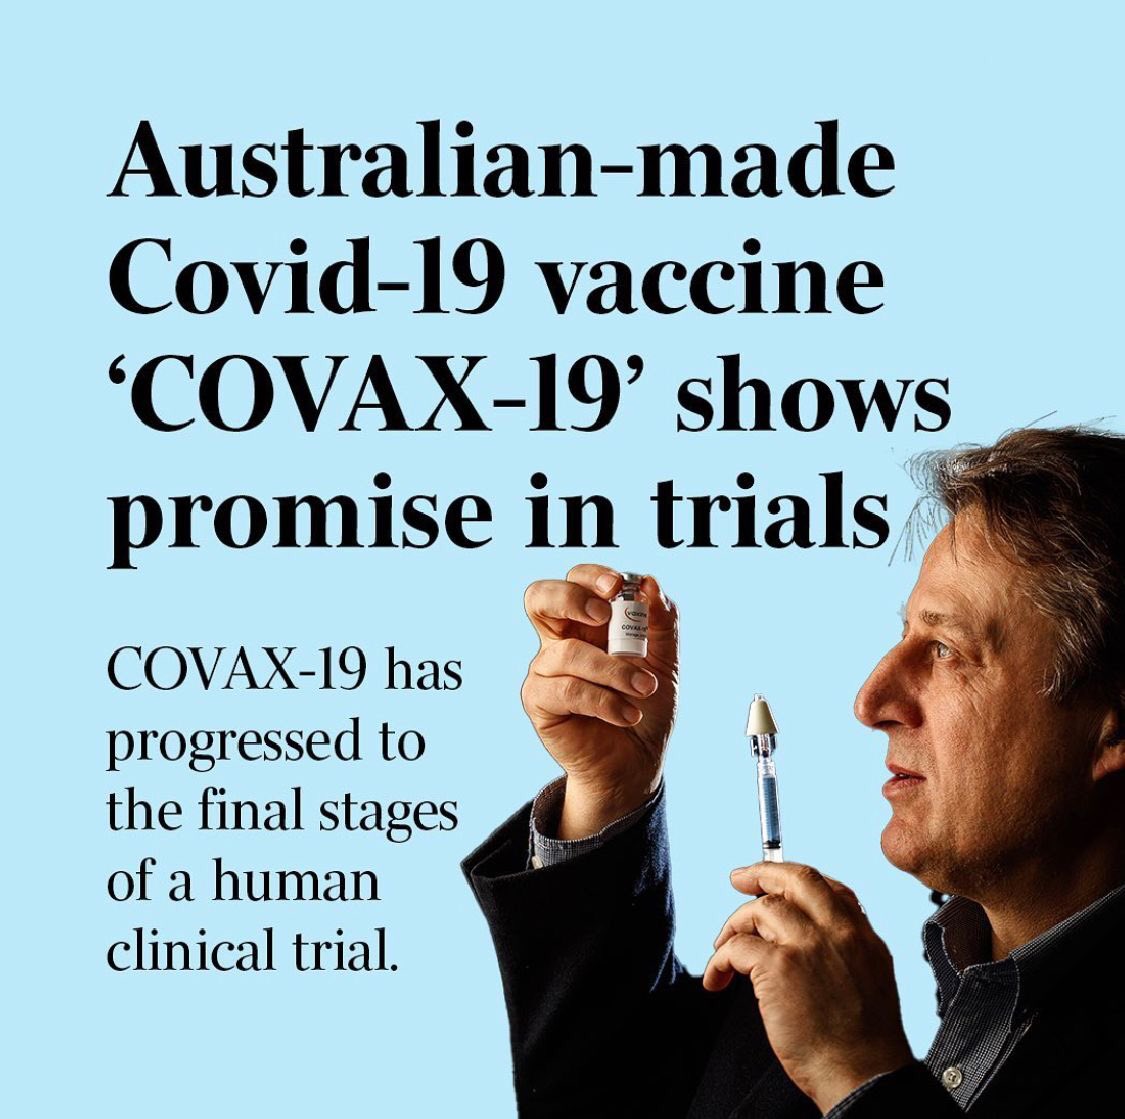 Australian-made
Covid-19 vaccine
‘COVAX-19’ shows
promise in trials
COVAX-19 has
progressed to
the final stages
of a human
clinical trial.